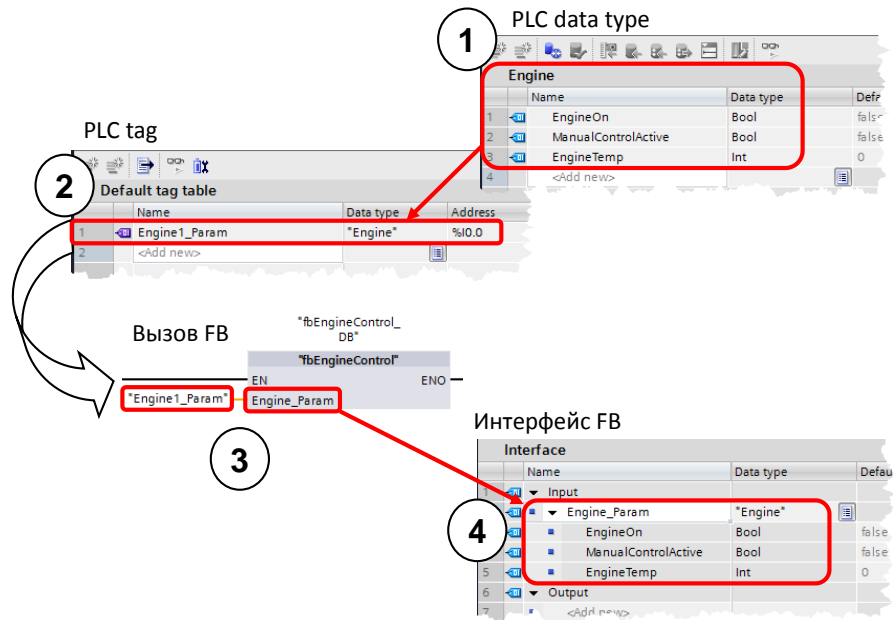 1
PLC data type
Engine
Name Data type Defa
1 EngineOn Bool false
2 ManualControlActive Bool false
3 EngineTemp Int 0
4 <Add new>
PLC tag
2
Default tag table
Name Data type Address
1 Engine1_Param "Engine" %I0.0
2 <Add new>
Вызов FB
"fbEngineControl_
DB"
"fbEngineControl"
EN ENO
"Engine1_Param" Engine_Param
3
Интерфейс FB
4
Interface
Name Data type Defau
1 Input
Engine_Param "Engine"
EngineOn Bool false
ManualControlActive Bool false
5 EngineTemp Int 0
6 Output
7 <Add new>